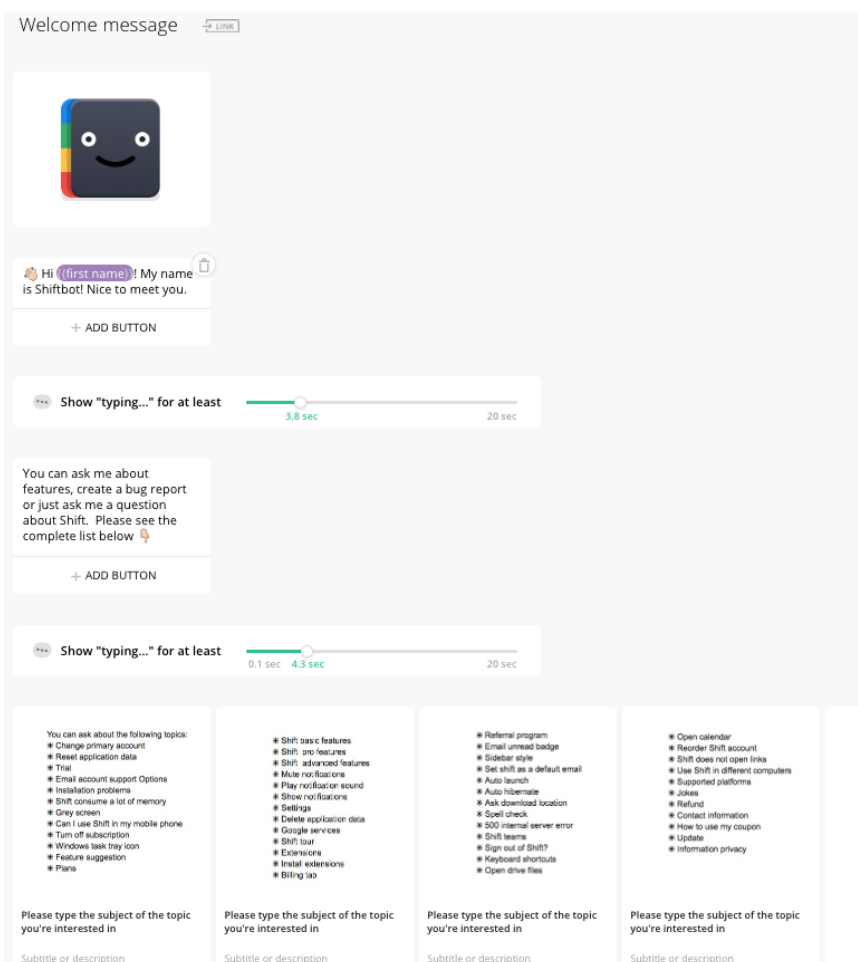 Welcome message
LINK
👋🏼 Hi {{first name}}! My name
is Shiftbot! Nice to meet you.
+ ADD BUTTON
Show "typing..." for at least
3.8 sec
20 sec
You can ask me about
features, create a bug report
or just ask me a question
about Shift. Please see the
complete list below 👇🏼
+ ADD BUTTON
Show "typing..." for at least
0.1 sec
4.3 sec
20 sec
You can ask about the following topics:
✳ Change primary account
✳ Reset application data
✳ Trial
✳ Email account support Options
✳ Installation problems
✳ Shift consume a lot of memory
✳ Grey screen
✳ Can I use Shift in my mobile phone
✳ Turn off subscription
✳ Windows task tray icon
✳ Feature suggestion
✳ Plans
Please type the subject of the topic
you're interested in
Subtitle or description
✳ Shift basic features
✳ Shift pro features
✳ Shift advanced features
✳ Mute notifications
✳ Play notification sound
✳ Show notifications
✳ Settings
✳ Delete application data
✳ Google services
✳ Shift tour
✳ Extensions
✳ Install extensions
✳ Billing tab
Please type the subject of the topic
you're interested in
Subtitle or description
✳ Referral program
✳ Email unread badge
✳ Sidebar style
✳ Set shift as a default email
✳ Auto launch
✳ Auto hibernate
✳ Ask download location
✳ Spell check
✳ 500 internal server error
✳ Shift teams
✳ Sign out of Shift?
✳ Keyboard shortcuts
✳ Open drive files
Please type the subject of the topic
you're interested in
Subtitle or description
✳ Open calendar
✳ Reorder Shift account
✳ Shift does not open links
✳ Use Shift in different computers
✳ Supported platforms
✳ Jokes
✳ Refund
✳ Contact information
✳ How to use my coupon
✳ Update
✳ Information privacy
Please type the subject of the topic
you're interested in
Subtitle or description